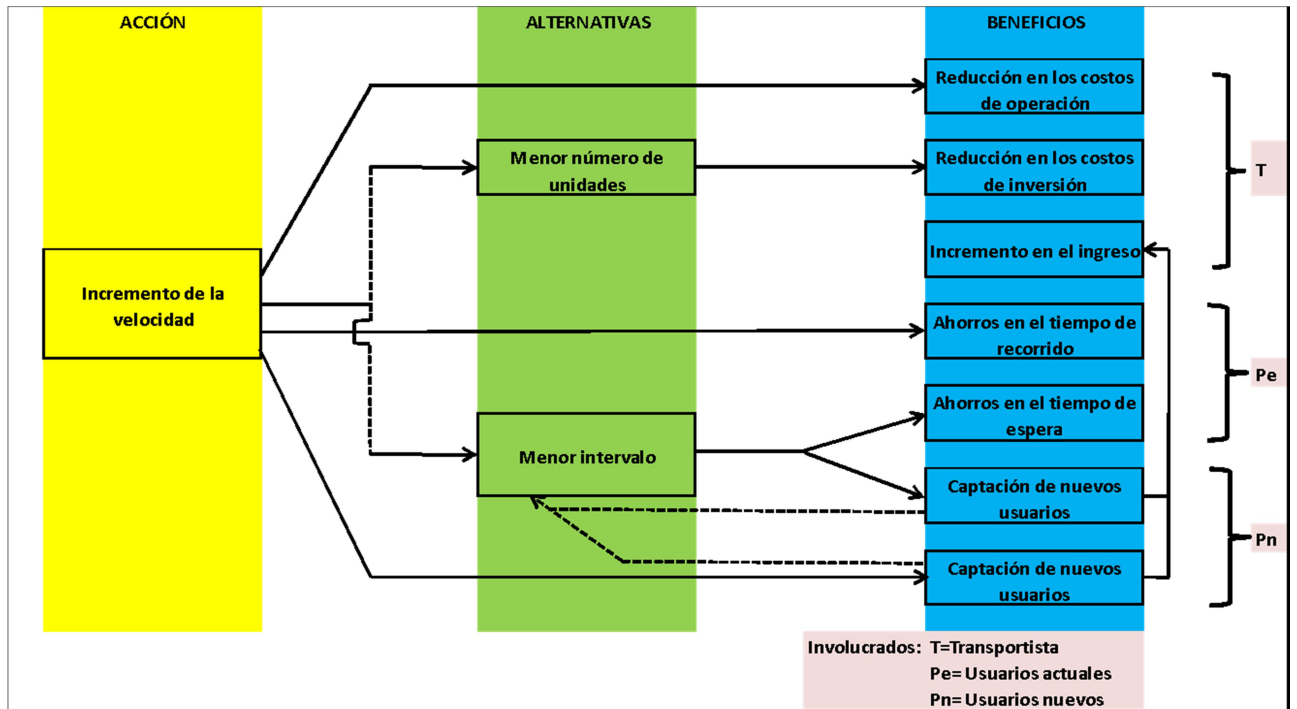 ACCIÓN
ALTERNATIVAS
BENEFICIOS
Reducción en los costos
de operación
Menor número de
unidades
Reducción en los costos
de inversión
T
Incremento en el ingreso
Incremento de la
velocidad
Ahorros en el tiempo de
recorrido
Pe
Ahorros en el tiempo de
espera
Menor intervalo
Captación de nuevos
usuarios
Pn
Captación de nuevos
usuarios
Involucrados: T=Transportista
Pe= Usuarios actuales
Pn= Usuarios nuevos